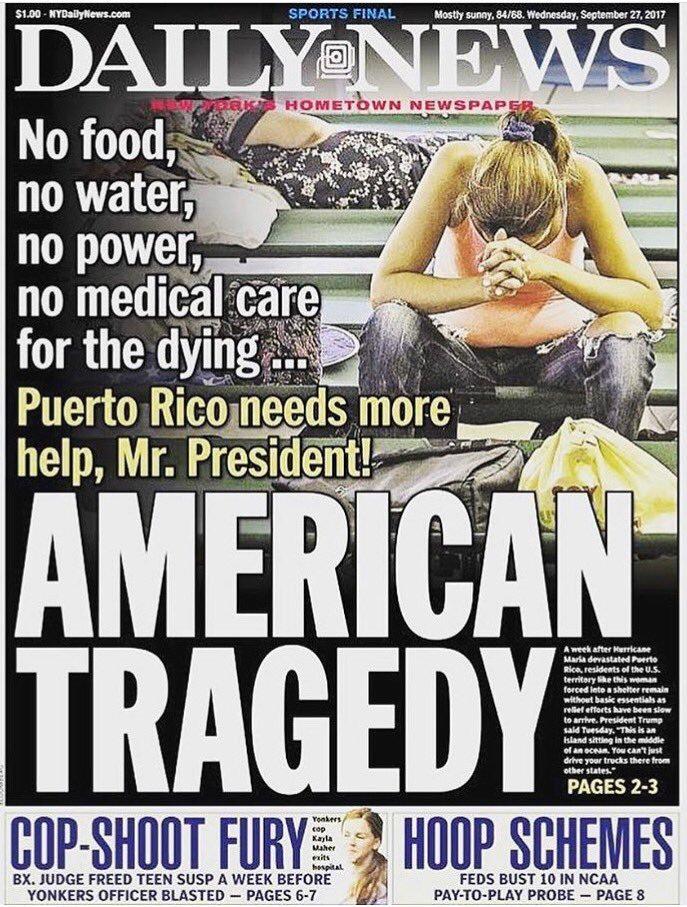 $1.00 - NYDailyNews.com
SPORTS FINAL
Mostly sunny, 84/68. Wednesday, September 27, 2017
DAILY NEWS
NEW YORK'S HOMETOWN NEWSPAPER
No food,
no water,
no power,
no medical care
for the dying ...
Puerto Rico needs more
help, Mr. President!
AMERICAN
TRAGEDY
A week after Hurricane
Maria devastated Puerto
Rico, residents of the U.S.
territory like this woman
forced into a shelter remain
without basic essentials as
relief efforts have been slow
to arrive. President Trump
said Tuesday, "This is an
island sitting in the middle
of an ocean. You can't just
drive your trucks there from
other states."
PAGES 2-3
COP-SHOOT FURY
Yonkers
cop
Kayla
Maher
exits
hospital.
BX. JUDGE FREED TEEN SUSP A WEEK BEFORE
YONKERS OFFICER BLASTED — PAGES 6-7
HOOP SCHEMES
FEDS BUST 10 IN NCAA
PAY-TO-PLAY PROBE — PAGE 8